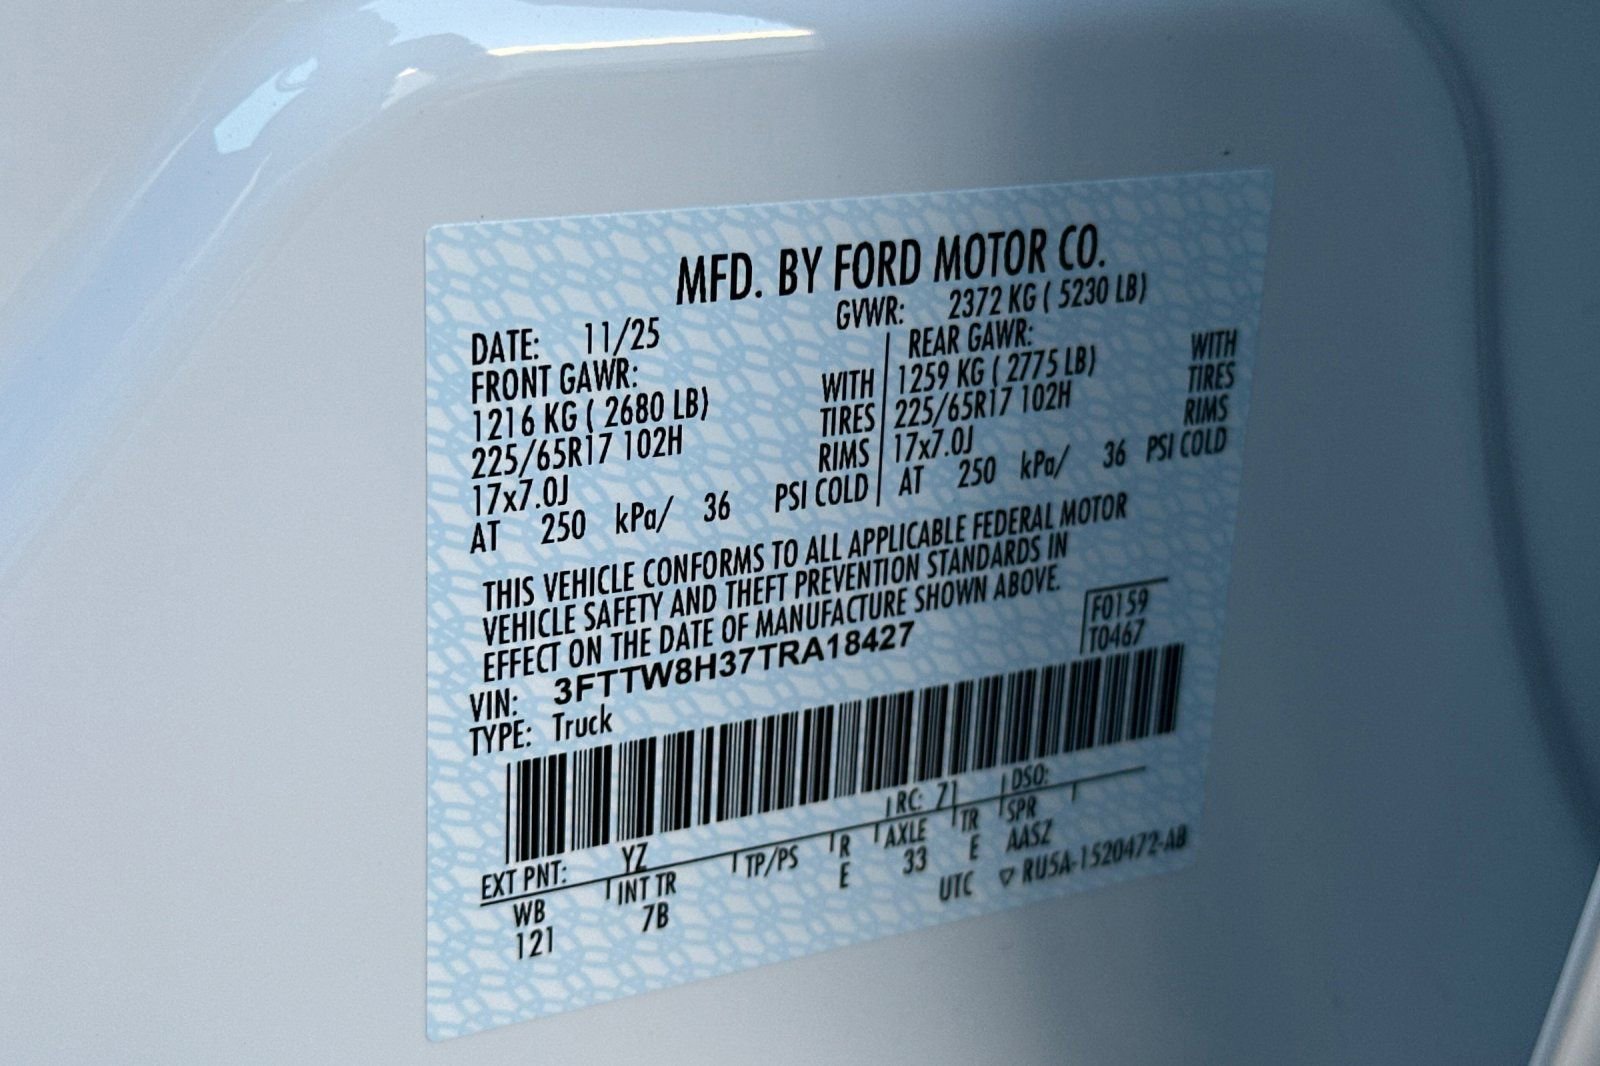 MFD. BY FORD MOTOR CO.
DATE: 11/25 GVWR: 2372 KG ( 5230 LB)
FRONT GAWR: REAR GAWR:
1216 KG ( 2680 LB) WITH 1259 KG ( 2775 LB) WITH
225/65R17 102H TIRES 225/65R17 102H TIRES
17x7.0J RIMS 17x7.0J RIMS
AT 250 kPa/ 36 PSI COLD AT 250 kPa/ 36 PSI COLD
THIS VEHICLE CONFORMS TO ALL APPLICABLE FEDERAL MOTOR
VEHICLE SAFETY AND THEFT PREVENTION STANDARDS IN
EFFECT ON THE DATE OF MANUFACTURE SHOWN ABOVE.
F0159
VIN: 3FTTW8H37TRA18427 T0467
TYPE: Truck
EXT PNT: YZ RC: 71 DSO:
WB INT TR TP/PS R AXLE TR SPR
121 7B E 33 E AASZ
UTC RU5A-1520472-AB